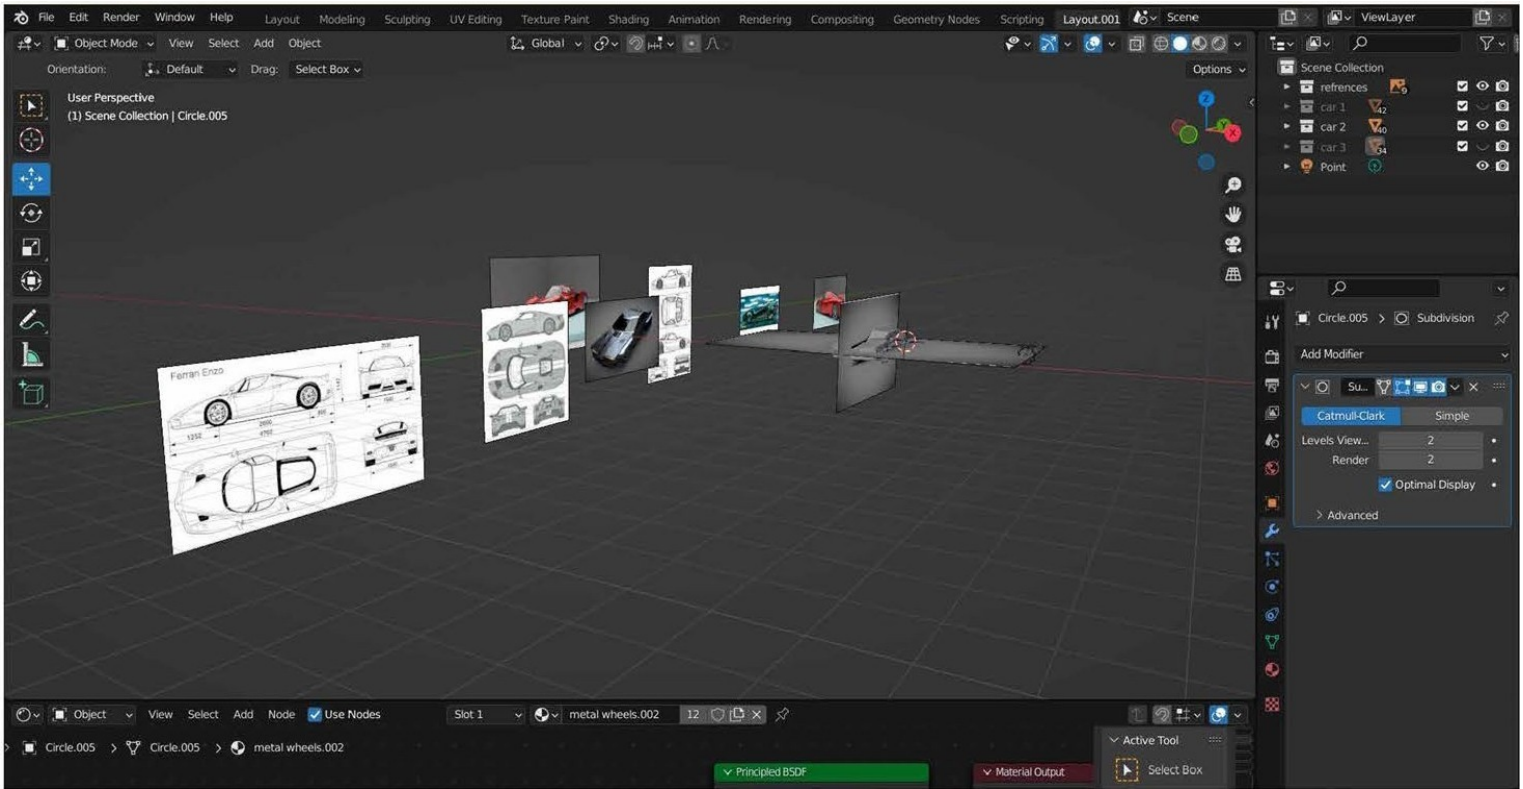 File Edit Render Window Help Layout Modeling Sculpting UV Editing Texture Paint Shading Animation Rendering Compositing Geometry Nodes Scripting Layout.001 Scene ViewLayer
Object Mode View Select Add Object Global
Orientation: Default Drag: Select Box Options
User Perspective
(1) Scene Collection | Circle.005
Z
X
Scene Collection
refrences 9
car 1 42
car 2 40
car 3 34
Point
Ferrari Enzo
Circle.005 > Subdivision
Add Modifier
Su...
Catmull-Clark Simple
Levels View... 2
Render 2
Optimal Display
> Advanced
Object View Select Add Node Use Nodes Slot 1 metal wheels.002 12
Circle.005 > Circle.005 > metal wheels.002
Active Tool
Select Box
Principled BSDF
Material Output